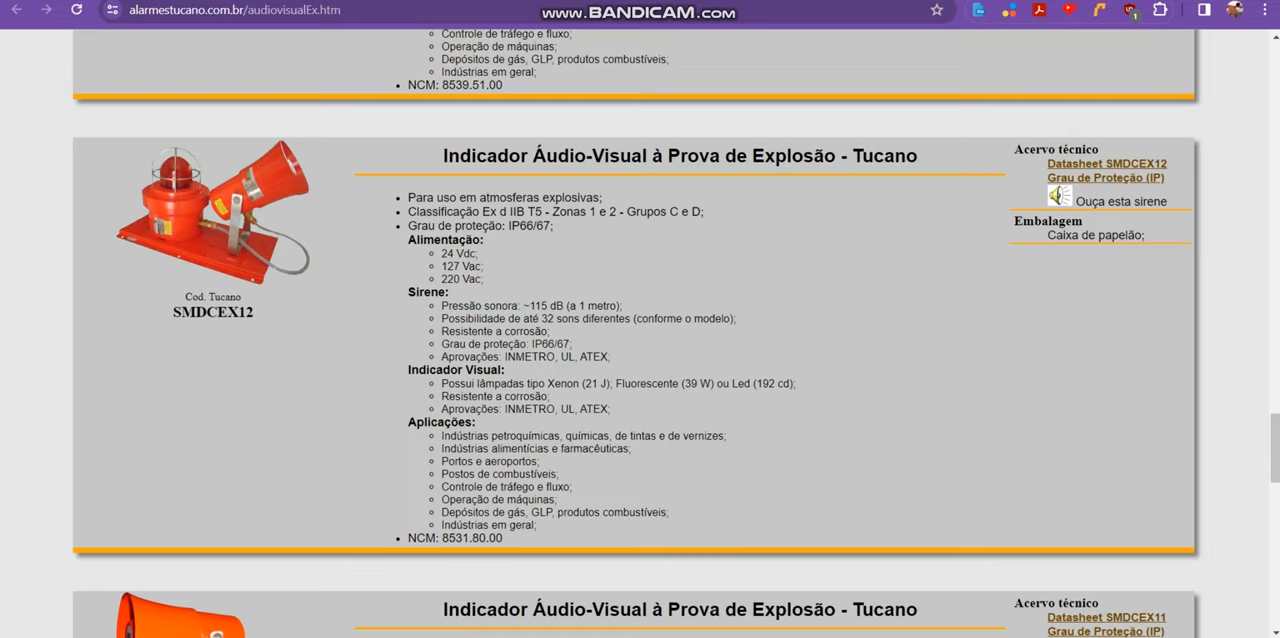 alarmestucano.com.br/audiovisualEx.htm
www.BANDICAM.com
1
Controle de tráfego e fluxo;
Operação de máquinas;
Depósitos de gás, GLP, produtos combustíveis;
Indústrias em geral;
NCM: 8539.51.00
Indicador Áudio-Visual à Prova de Explosão - Tucano
Para uso em atmosferas explosivas;
Classificação Ex d IIB T5 - Zonas 1 e 2 - Grupos C e D;
Grau de proteção: IP66/67;
Alimentação:
24 Vdc;
127 Vac;
220 Vac;
Sirene:
Pressão sonora: ~115 dB (a 1 metro);
Possibilidade de até 32 sons diferentes (conforme o modelo);
Resistente a corrosão;
Grau de proteção: IP66/67;
Aprovações: INMETRO, UL, ATEX;
Indicador Visual:
Possui lâmpadas tipo Xenon (21 J); Fluorescente (39 W) ou Led (192 cd);
Resistente a corrosão;
Aprovações: INMETRO, UL, ATEX;
Aplicações:
Indústrias petroquímicas, químicas, de tintas e de vernizes;
Indústrias alimentícias e farmacêuticas;
Portos e aeroportos;
Postos de combustíveis;
Controle de tráfego e fluxo;
Operação de máquinas;
Depósitos de gás, GLP, produtos combustíveis;
Indústrias em geral;
NCM: 8531.80.00
Cod. Tucano
SMDCEX12
Acervo técnico
Datasheet SMDCEX12
Grau de Proteção (IP)
Ouça esta sirene
Embalagem
Caixa de papelão;
Indicador Áudio-Visual à Prova de Explosão - Tucano
Acervo técnico
Datasheet SMDCEX11
Grau de Proteção (IP)